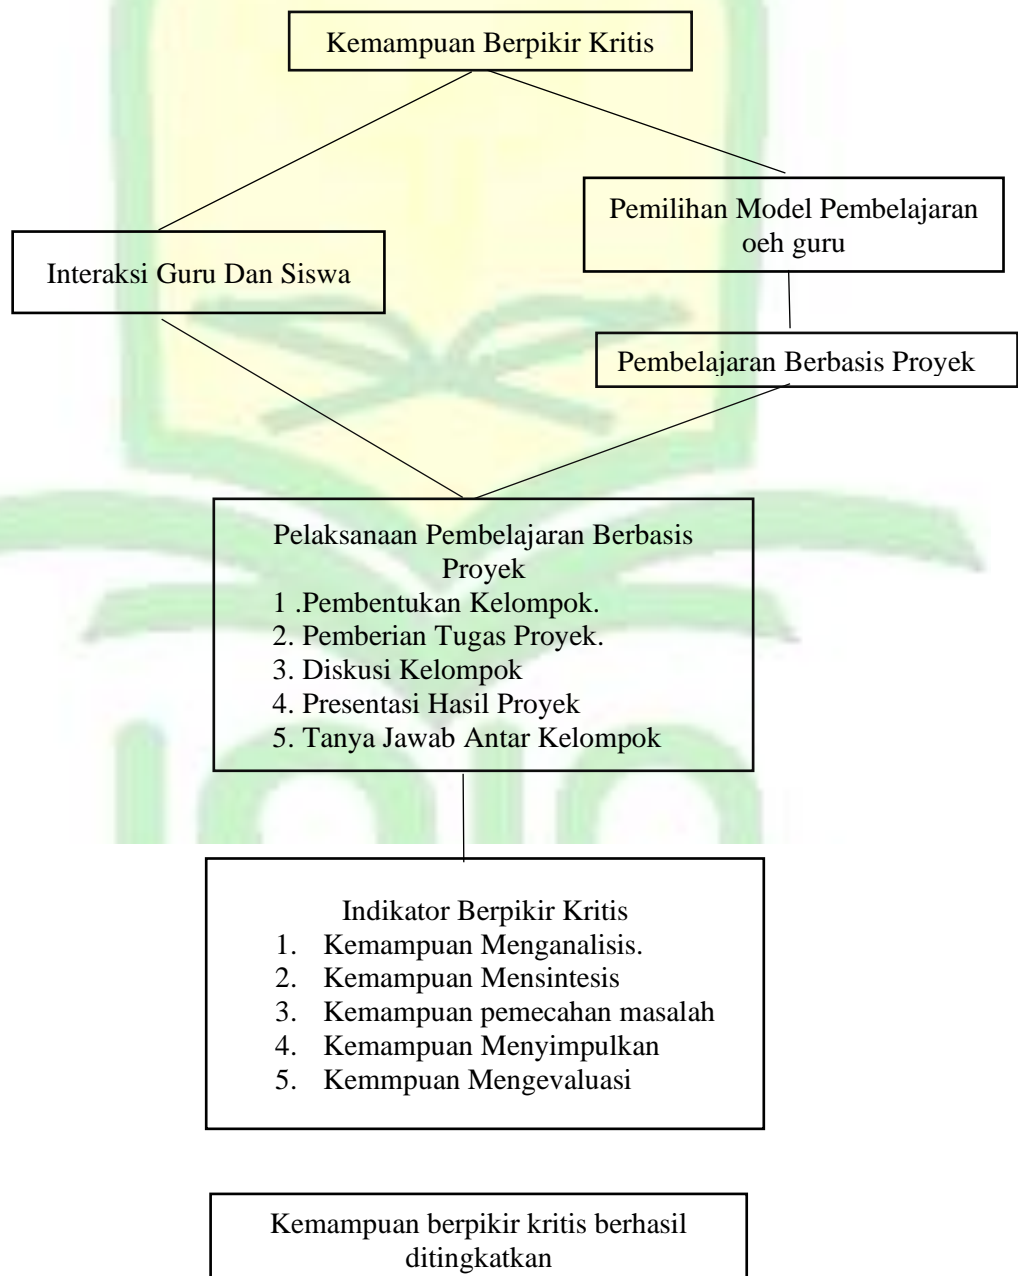 Kemampuan Berpikir Kritis
Pemilihan Model Pembelajaran
oeh guru
Interaksi Guru Dan Siswa
Pembelajaran Berbasis Proyek
Pelaksanaan Pembelajaran Berbasis
Proyek
1 .Pembentukan Kelompok.
2. Pemberian Tugas Proyek.
3. Diskusi Kelompok
4. Presentasi Hasil Proyek
5. Tanya Jawab Antar Kelompok
Indikator Berpikir Kritis
1. Kemampuan Menganalisis.
2. Kemampuan Mensintesis
3. Kemampuan pemecahan masalah
4. Kemampuan Menyimpulkan
5. Kemmpuan Mengevaluasi
Kemampuan berpikir kritis berhasil
ditingkatkan